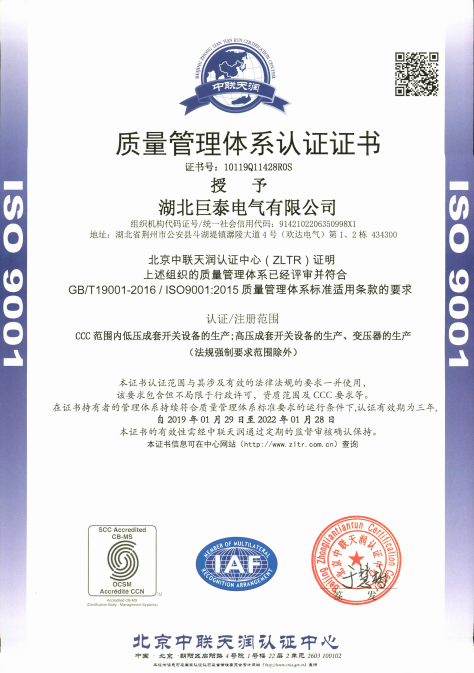 BEIJING ZHONG LIAN TIAN RUN CERTIFICATION CENTER
中联天润
质量管理体系认证证书
证书号：10119Q11428R0S
授 予
湖北巨泰电气有限公司
组织机构代码证号/统一社会信用代码：9142102206350998X1
地址：湖北省荆州市公安县斗湖堤镇潺陵大道 4 号（欢达电气）第 1、2 栋 434300
ISO 9001
ISO 9001
北京中联天润认证中心（ZLTR）证明
上述组织的质量管理体系已经评审并符合
GB/T19001-2016 / ISO9001:2015 质量管理体系标准适用条款的要求
认证/注册范围
CCC 范围内低压成套开关设备的生产；高压成套开关设备的生产、变压器的生产
（法规强制要求范围除外）
本证书认证范围与其涉及有效的法律法规的要求一并使用，
该要求包含但不局限于行政许可，资质范围及 CCC 要求等。
在证书持有者的管理体系持续符合质量管理体系标准要求的运行条件下,认证有效期为三年,
自 2019 年 01 月 29 日至 2022 年 01 月 28 日
本证书的有效性需经中联天润通过定期的监督审核确认保持。
本证书信息可在中心网站（http://www.zltr.com.cn）查询
SCC Accredited
CB-MS
OCSM
Accrédité CCN
Accredited CB-MS
(Certification Body - Management Systems)
MEMBER OF MULTILATERAL
IAF
RECOGNITION ARRANGEMENT
Beijing Zhongliantianrun Certification Center
北京中联天润认证中心
签 发
北京中联天润认证中心
中国 · 北京 · 朝阳区启阳路 4 号院 1 号楼 22 层 2 单元 2603 100102